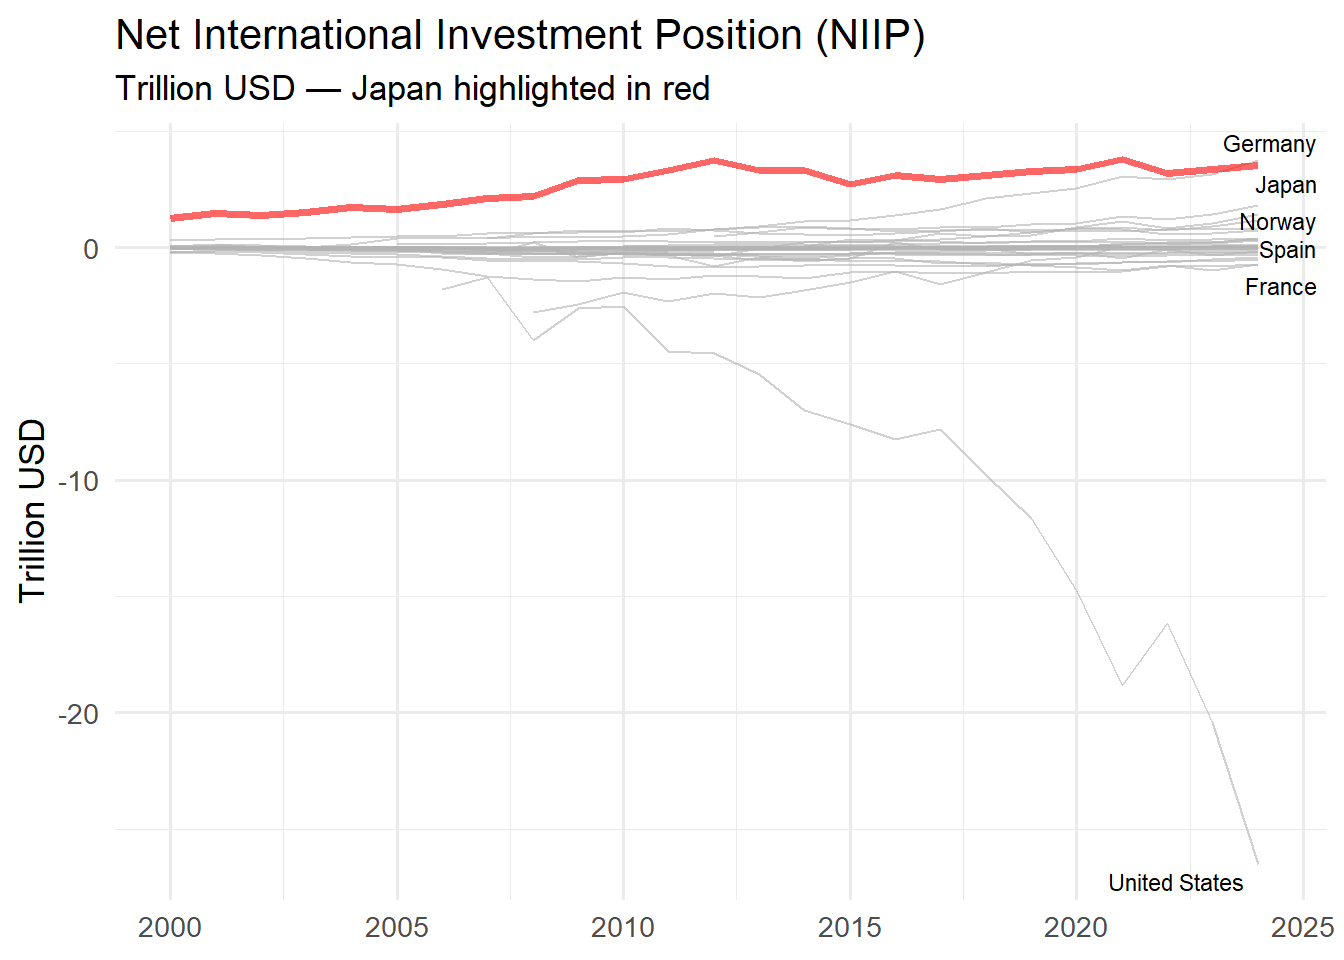 Net International Investment Position (NIIP)
Trillion USD — Japan highlighted in red
Germany
Japan
Norway
Spain
France
United States
Trillion USD
0
-10
-20
2000
2005
2010
2015
2020
2025